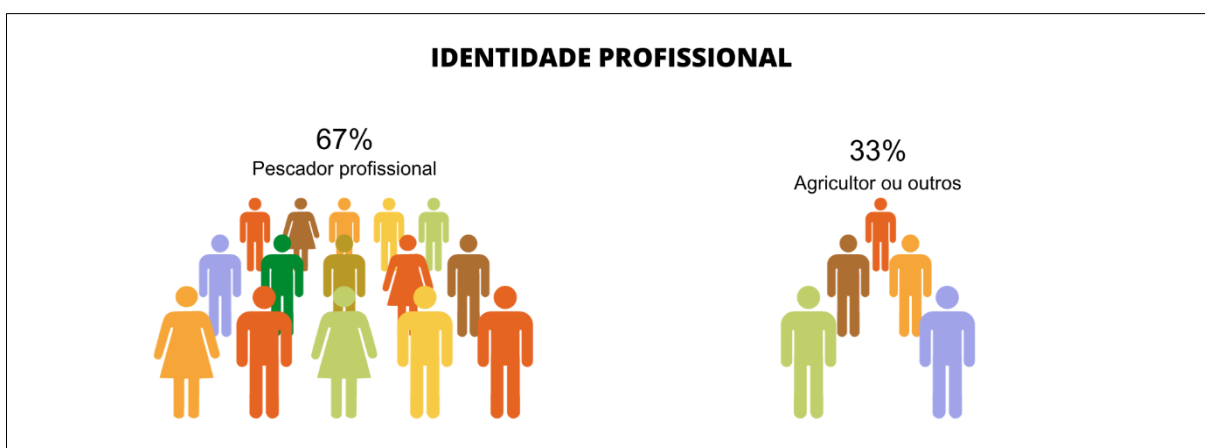 IDENTIDADE PROFISSIONAL
67%
Pescador profissional
33%
Agricultor ou outros